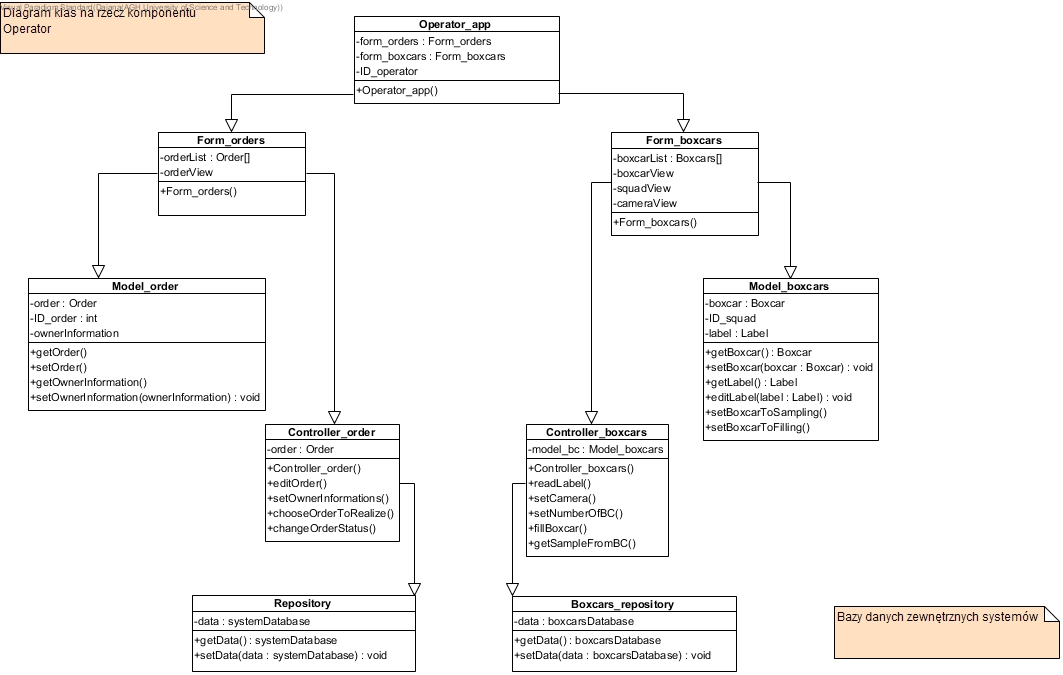 Visual Paradigm Standard(Dajana(AGH University of Science and Technology))
Diagram klas na rzecz komponentu
Operator
Operator_app
-form_orders : Form_orders
-form_boxcars : Form_boxcars
-ID_operator
+Operator_app()
Form_orders
-orderList : Order[]
-orderView
+Form_orders()
Form_boxcars
-boxcarList : Boxcars[]
-boxcarView
-squadView
-cameraView
+Form_boxcars()
Model_order
-order : Order
-ID_order : int
-ownerInformation
+getOrder()
+setOrder()
+getOwnerInformation()
+setOwnerInformation(ownerInformation) : void
Model_boxcars
-boxcar : Boxcar
-ID_squad
-label : Label
+getBoxcar() : Boxcar
+setBoxcar(boxcar : Boxcar) : void
+getLabel() : Label
+editLabel(label : Label) : void
+setBoxcarToSampling()
+setBoxcarToFilling()
Controller_order
-order : Order
+Controller_order()
+editOrder()
+setOwnerInformations()
+chooseOrderToRealize()
+changeOrderStatus()
Controller_boxcars
-model_bc : Model_boxcars
+Controller_boxcars()
+readLabel()
+setCamera()
+setNumberOfBC()
+fillBoxcar()
+getSampleFromBC()
Repository
-data : systemDatabase
+getData() : systemDatabase
+setData(data : systemDatabase) : void
Boxcars_repository
-data : boxcarsDatabase
+getData() : boxcarsDatabase
+setData(data : boxcarsDatabase) : void
Bazy danych zewnętrznych systemów